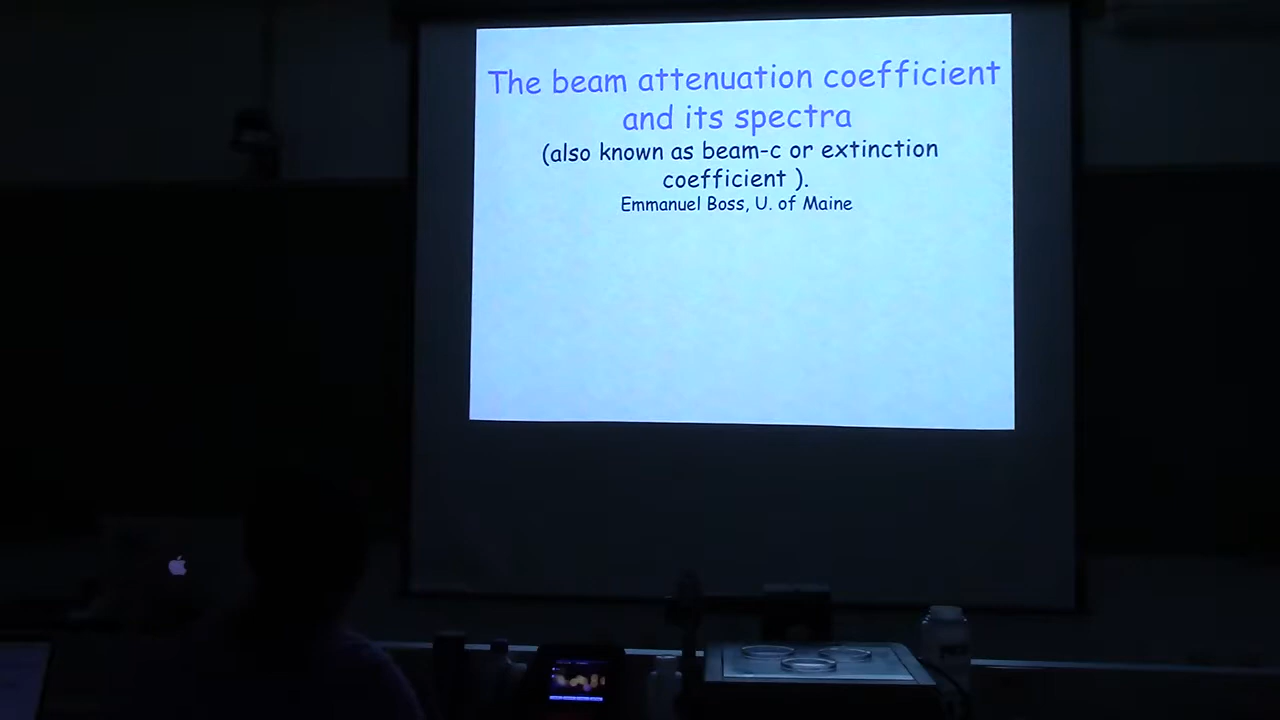 The beam attenuation coefficient
and its spectra
(also known as beam-c or extinction
coefficient ).
Emmanuel Boss, U. of Maine